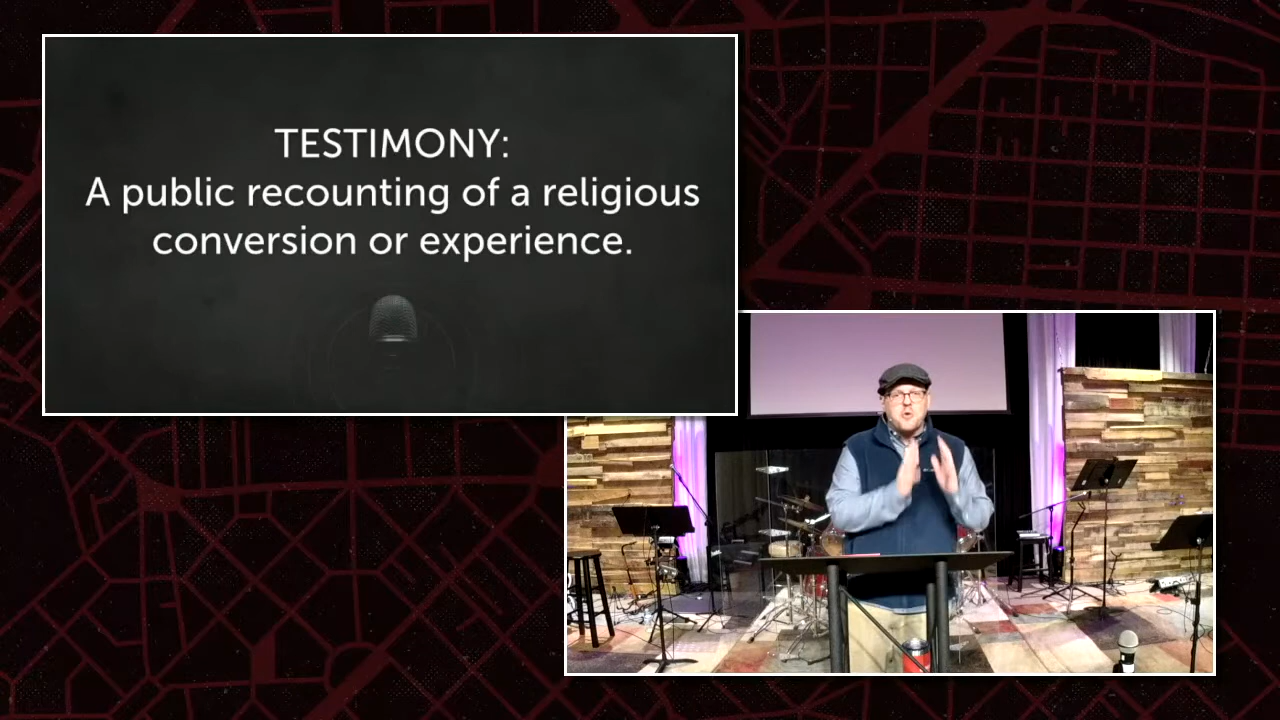 TESTIMONY:
A public recounting of a religious
conversion or experience.